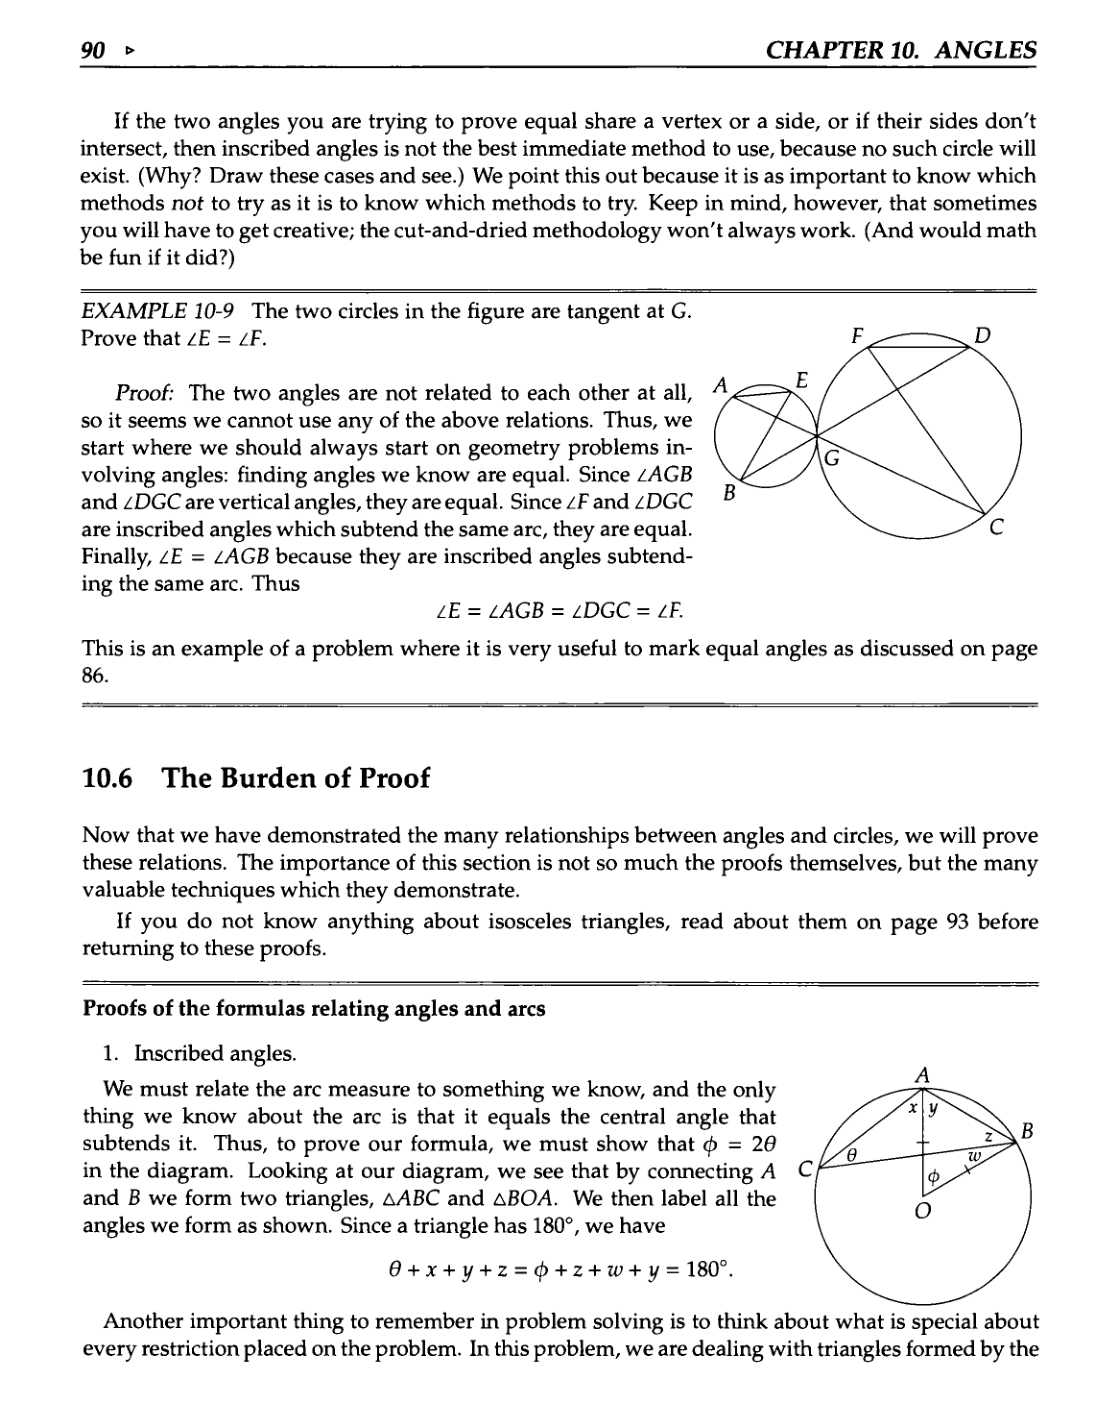 90 ▷ CHAPTER 10. ANGLES
If the two angles you are trying to prove equal share a vertex or a side, or if their sides don't
intersect, then inscribed angles is not the best immediate method to use, because no such circle will
exist. (Why? Draw these cases and see.) We point this out because it is as important to know which
methods not to try as it is to know which methods to try. Keep in mind, however, that sometimes
you will have to get creative; the cut-and-dried methodology won't always work. (And would math
be fun if it did?)
EXAMPLE 10-9 The two circles in the figure are tangent at G.
Prove that ∠E = ∠F.
Proof: The two angles are not related to each other at all,
so it seems we cannot use any of the above relations. Thus, we
start where we should always start on geometry problems in-
volving angles: finding angles we know are equal. Since ∠AGB
and ∠DGC are vertical angles, they are equal. Since ∠F and ∠DGC
are inscribed angles which subtend the same arc, they are equal.
Finally, ∠E = ∠AGB because they are inscribed angles subtend-
ing the same arc. Thus
F D
A E
G
B
C
∠E = ∠AGB = ∠DGC = ∠F.
This is an example of a problem where it is very useful to mark equal angles as discussed on page
86.
10.6 The Burden of Proof
Now that we have demonstrated the many relationships between angles and circles, we will prove
these relations. The importance of this section is not so much the proofs themselves, but the many
valuable techniques which they demonstrate.
If you do not know anything about isosceles triangles, read about them on page 93 before
returning to these proofs.
Proofs of the formulas relating angles and arcs
1. Inscribed angles.
We must relate the arc measure to something we know, and the only
thing we know about the arc is that it equals the central angle that
subtends it. Thus, to prove our formula, we must show that ϕ = 2θ
in the diagram. Looking at our diagram, we see that by connecting A
and B we form two triangles, △ABC and △BOA. We then label all the
angles we form as shown. Since a triangle has 180°, we have
A
x y
z B
θ w
C
ϕ
O
θ + x + y + z = ϕ + z + w + y = 180°.
Another important thing to remember in problem solving is to think about what is special about
every restriction placed on the problem. In this problem, we are dealing with triangles formed by the